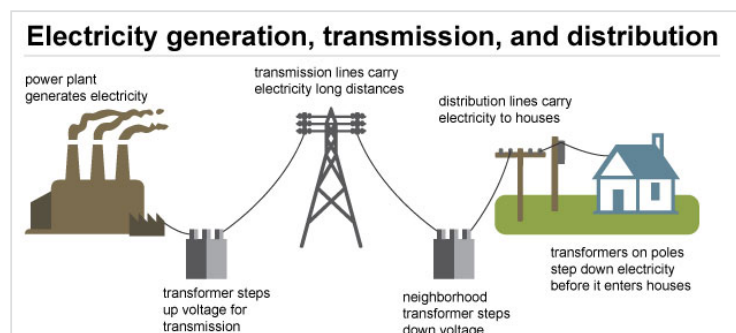 Electricity generation, transmission, and distribution
power plant
generates electricity
transmission lines carry
electricity long distances
distribution lines carry
electricity to houses
transformer steps
up voltage for
transmission
neighborhood
transformer steps
down voltage
transformers on poles
step down electricity
before it enters houses